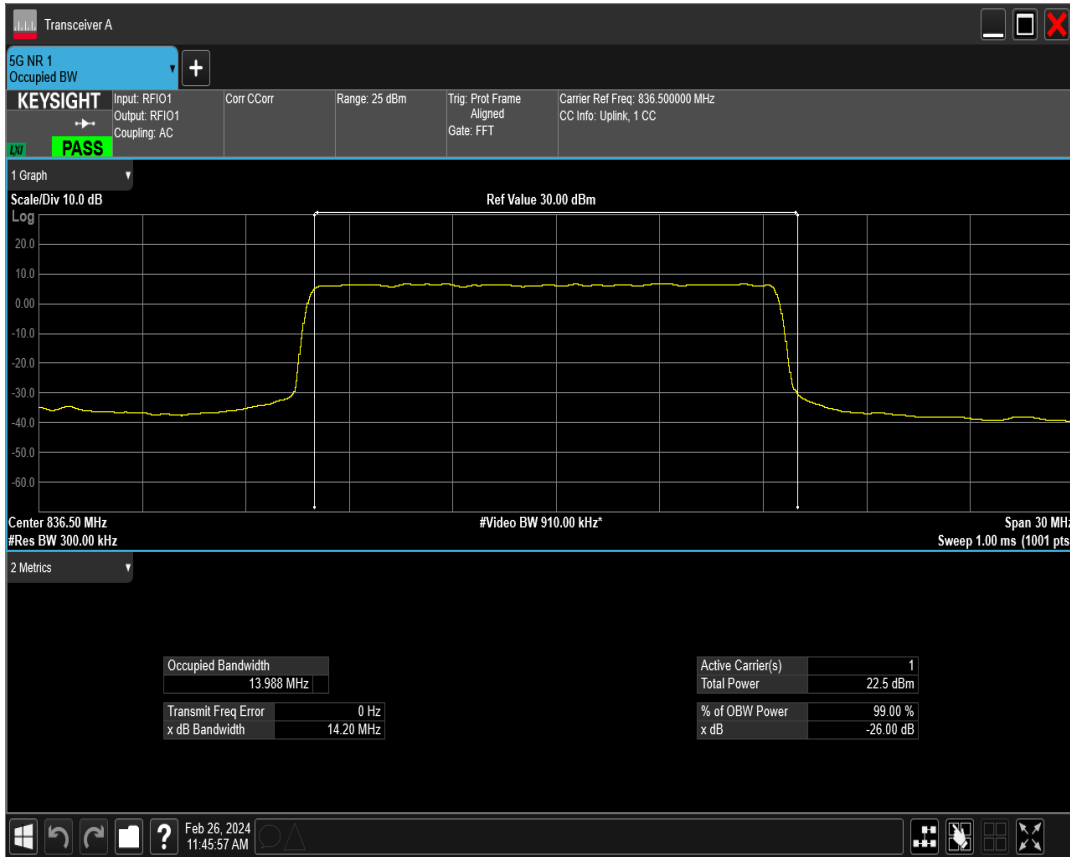 Transceiver A
5G NR 1
Occupied BW
KEYSIGHT
LXI
PASS
Input: RFIO1
Output: RFIO1
Coupling: AC
Corr CCorr
Range: 25 dBm
Trig: Prot Frame
Aligned
Gate: FFT
Carrier Ref Freq: 836.500000 MHz
CC Info: Uplink, 1 CC
1 Graph
Scale/Div 10.0 dB
Ref Value 30.00 dBm
Log
20.0
10.0
0.00
-10.0
-20.0
-30.0
-40.0
-50.0
-60.0
Center 836.50 MHz
#Video BW 910.00 kHz*
Span 30 MHz
#Res BW 300.00 kHz
Sweep 1.00 ms (1001 pts
2 Metrics
Occupied Bandwidth
13.988 MHz
Transmit Freq Error 0 Hz
x dB Bandwidth 14.20 MHz
Active Carrier(s) 1
Total Power 22.5 dBm
% of OBW Power 99.00 %
x dB -26.00 dB
?
Feb 26, 2024
11:45:57 AM